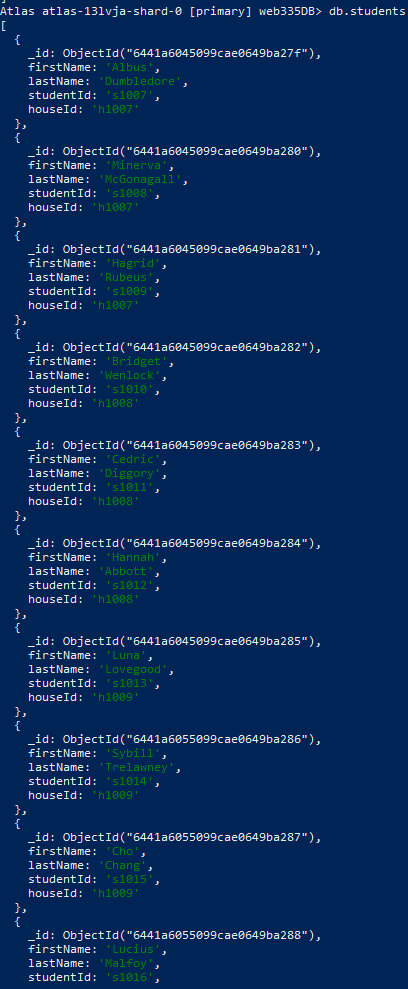 Atlas atlas-13lvja-shard-0 [primary] web335DB> db.students
[
  {
    _id: ObjectId("6441a6045099cae0649ba27f"),
    firstName: 'Albus',
    lastName: 'Dumbledore',
    studentId: 's1007',
    houseId: 'h1007'
  },
  {
    _id: ObjectId("6441a6045099cae0649ba280"),
    firstName: 'Minerva',
    lastName: 'McGonagall',
    studentId: 's1008',
    houseId: 'h1007'
  },
  {
    _id: ObjectId("6441a6045099cae0649ba281"),
    firstName: 'Hagrid',
    lastName: 'Rubeus',
    studentId: 's1009',
    houseId: 'h1007'
  },
  {
    _id: ObjectId("6441a6045099cae0649ba282"),
    firstName: 'Bridget',
    lastName: 'Wenlock',
    studentId: 's1010',
    houseId: 'h1008'
  },
  {
    _id: ObjectId("6441a6045099cae0649ba283"),
    firstName: 'Cedric',
    lastName: 'Diggory',
    studentId: 's1011',
    houseId: 'h1008'
  },
  {
    _id: ObjectId("6441a6045099cae0649ba284"),
    firstName: 'Hannah',
    lastName: 'Abbott',
    studentId: 's1012',
    houseId: 'h1008'
  },
  {
    _id: ObjectId("6441a6045099cae0649ba285"),
    firstName: 'Luna',
    lastName: 'Lovegood',
    studentId: 's1013',
    houseId: 'h1009'
  },
  {
    _id: ObjectId("6441a6055099cae0649ba286"),
    firstName: 'Sybill',
    lastName: 'Trelawney',
    studentId: 's1014',
    houseId: 'h1009'
  },
  {
    _id: ObjectId("6441a6055099cae0649ba287"),
    firstName: 'Cho',
    lastName: 'Chang',
    studentId: 's1015',
    houseId: 'h1009'
  },
  {
    _id: ObjectId("6441a6055099cae0649ba288"),
    firstName: 'Lucius',
    lastName: 'Malfoy',
    studentId: 's1016',